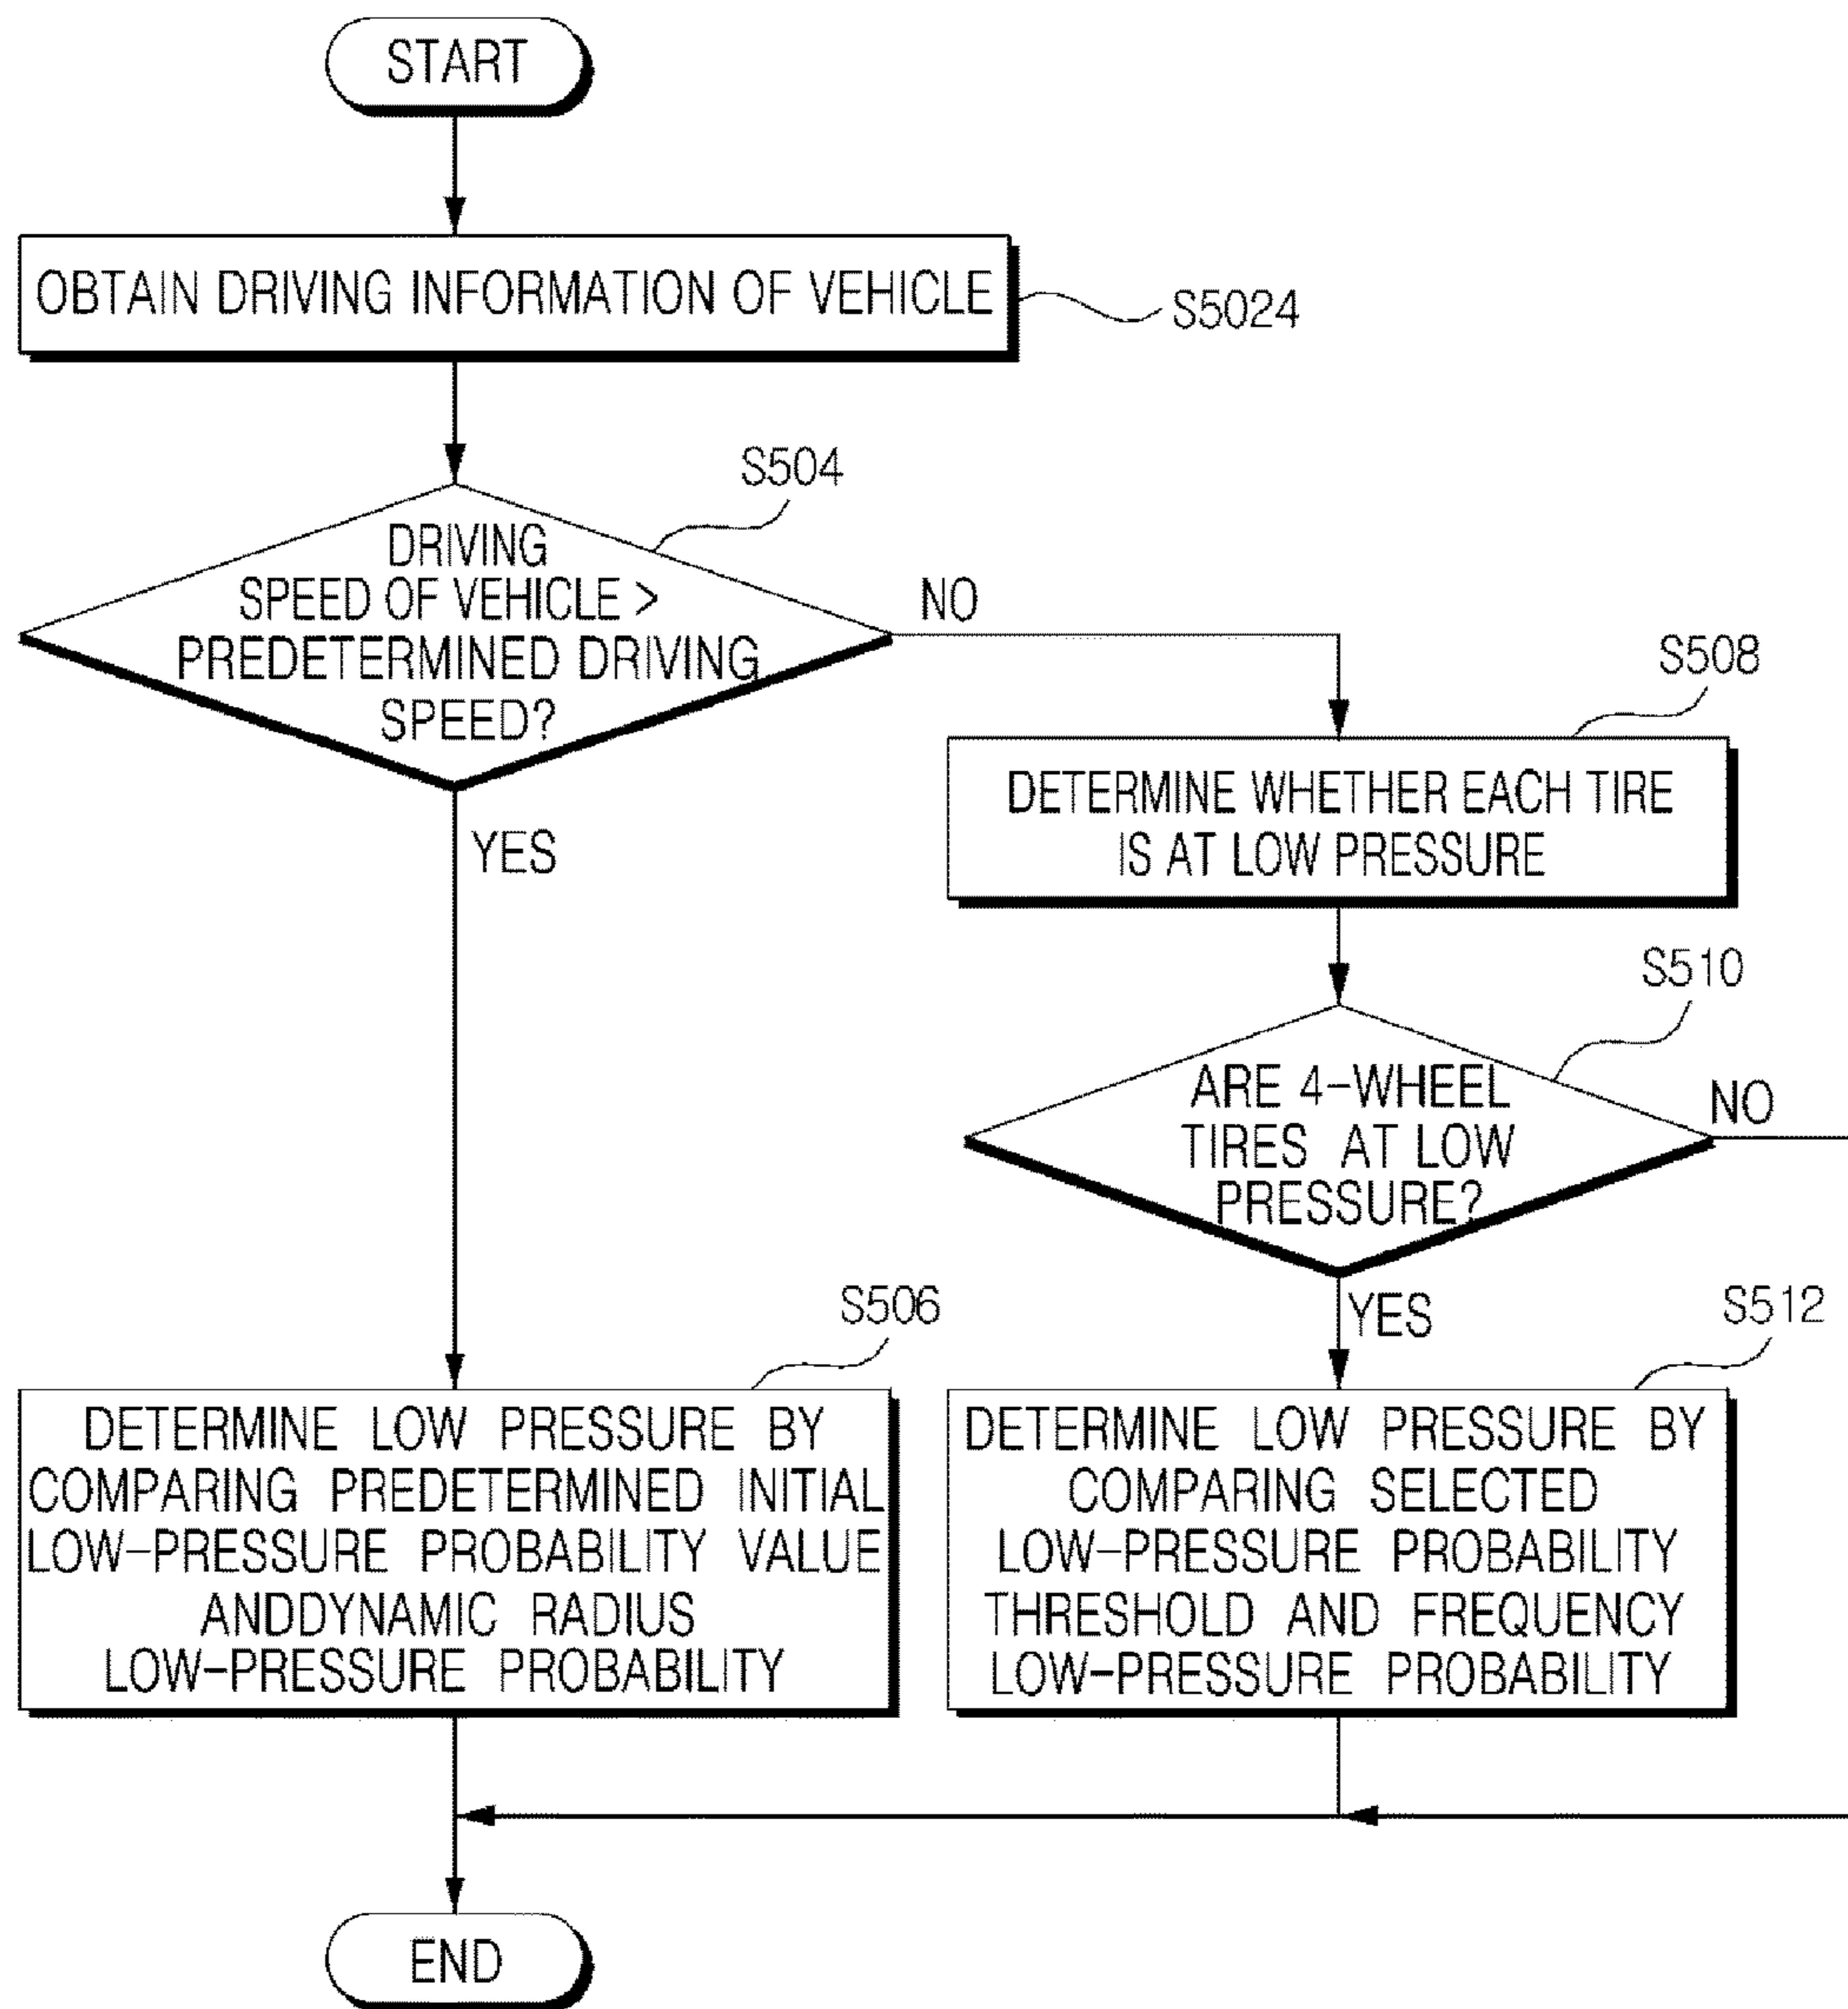 START
OBTAIN DRIVING INFORMATION OF VEHICLE
S5024
S504
DRIVING
SPEED OF VEHICLE >
PREDETERMINED DRIVING
SPEED?
NO
YES
S508
DETERMINE WHETHER EACH TIRE
IS AT LOW PRESSURE
S510
ARE 4-WHEEL
TIRES AT LOW
PRESSURE?
NO
YES
S506
DETERMINE LOW PRESSURE BY
COMPARING PREDETERMINED INITIAL
LOW-PRESSURE PROBABILITY VALUE
ANDDYNAMIC RADIUS
LOW-PRESSURE PROBABILITY
S512
DETERMINE LOW PRESSURE BY
COMPARING SELECTED
LOW-PRESSURE PROBABILITY
THRESHOLD AND FREQUENCY
LOW-PRESSURE PROBABILITY
END